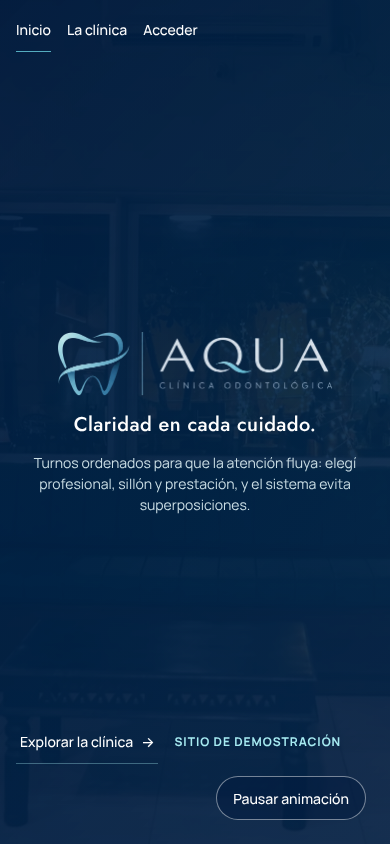 Inicio La clínica Acceder
AQUA
CLÍNICA ODONTOLÓGICA
Claridad en cada cuidado.
Turnos ordenados para que la atención fluya: elegí
profesional, sillón y prestación, y el sistema evita
superposiciones.
Explorar la clínica → SITIO DE DEMOSTRACIÓN
Pausar animación